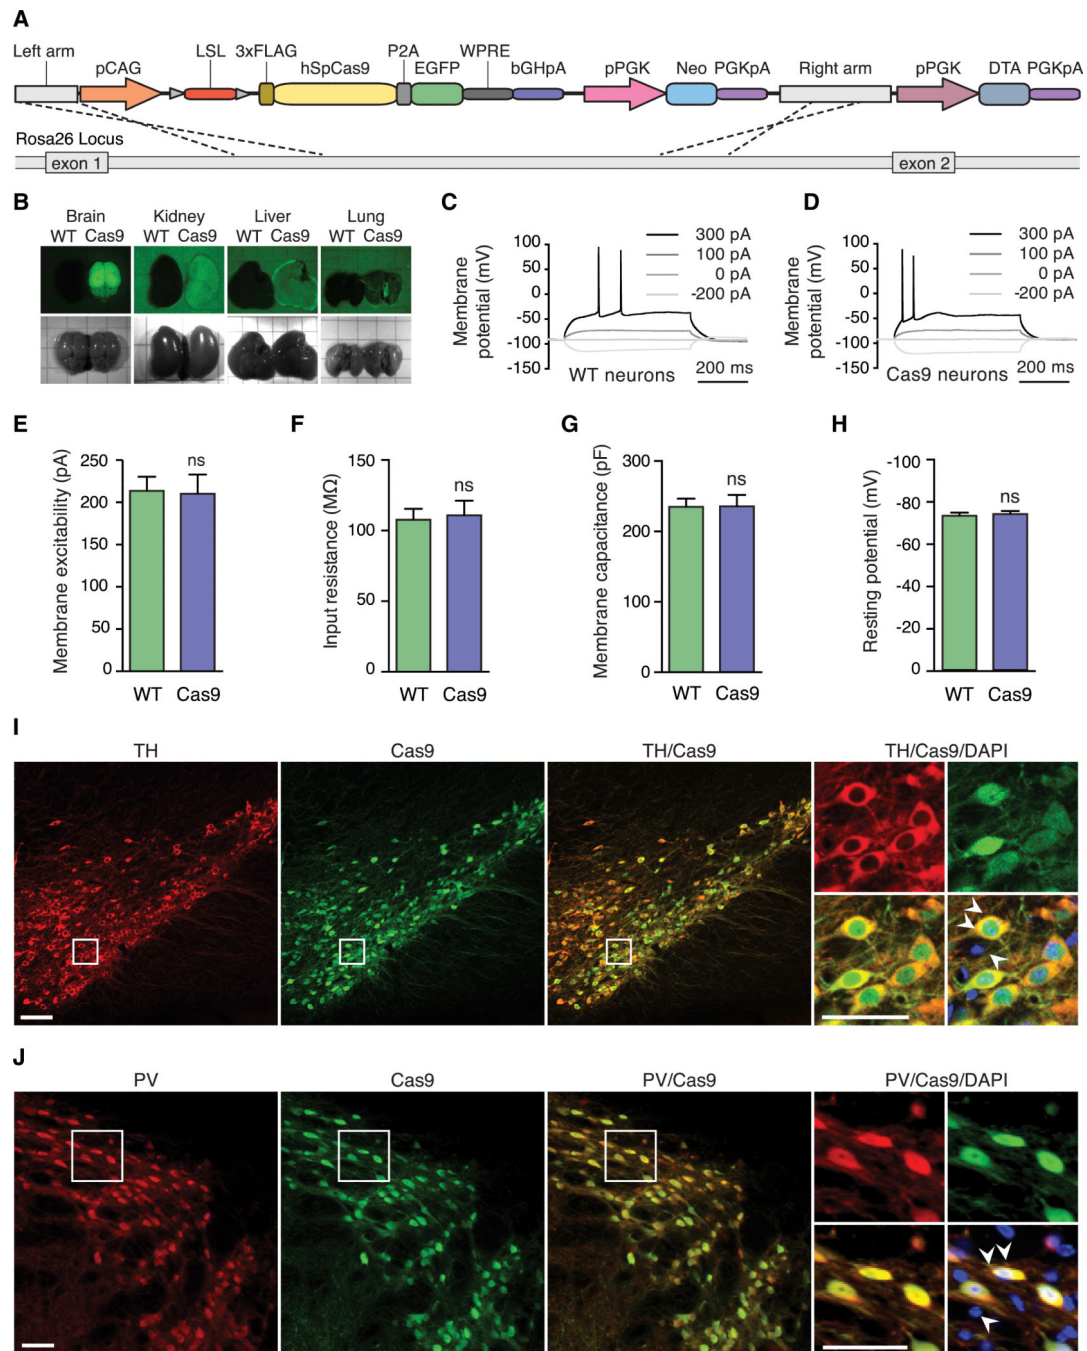 A
Left arm
pCAG
LSL
3xFLAG
hSpCas9
P2A
EGFP
WPRE
bGHpA
pPGK
Neo
PGKpA
Right arm
pPGK
DTA
PGKpA
Rosa26 Locus
exon 1
exon 2
B
Brain Kidney Liver Lung
WT Cas9 WT Cas9 WT Cas9 WT Cas9
C
Membrane
potential (mV)
100
50
0
-50
-100
-150
300 pA
100 pA
0 pA
-200 pA
WT neurons
200 ms
D
Membrane
potential (mV)
100
50
0
-50
-100
-150
300 pA
100 pA
0 pA
-200 pA
Cas9 neurons
200 ms
E
Membrane excitability (pA)
250
200
150
100
50
0
ns
WT Cas9
F
Input resistance (MΩ)
150
100
50
0
ns
WT Cas9
G
Membrane capacitance (pF)
300
200
100
0
ns
WT Cas9
H
Resting potential (mV)
-100
-80
-60
-40
-20
0
ns
WT Cas9
I
TH Cas9 TH/Cas9 TH/Cas9/DAPI
J
PV Cas9 PV/Cas9 PV/Cas9/DAPI